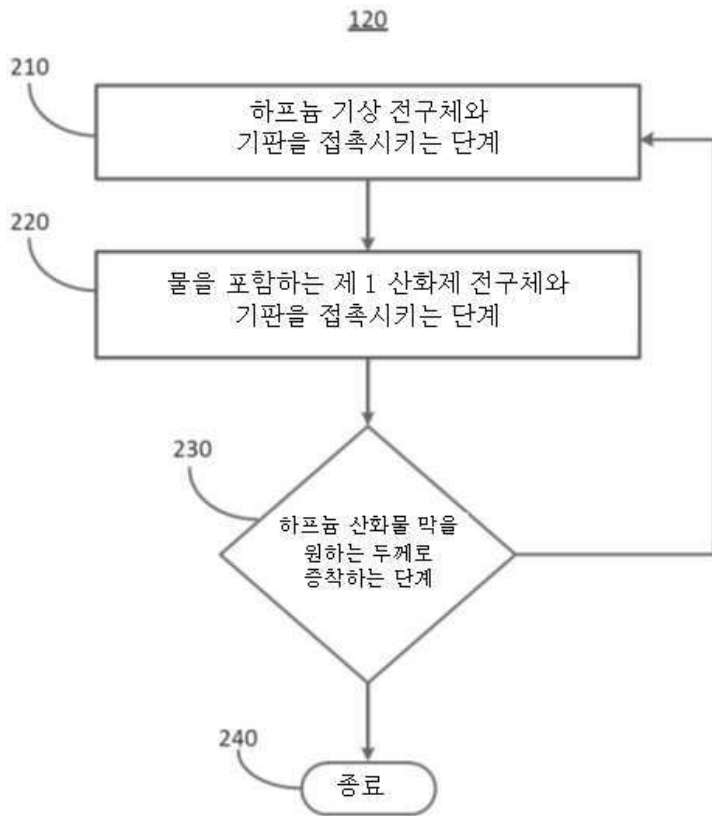 120
210
하프늄 기상 전구체와
기판을 접촉시키는 단계
220
물을 포함하는 제 1 산화제 전구체와
기판을 접촉시키는 단계
230
하프늄 산화물 막을
원하는 두께로
증착하는 단계
240
종료